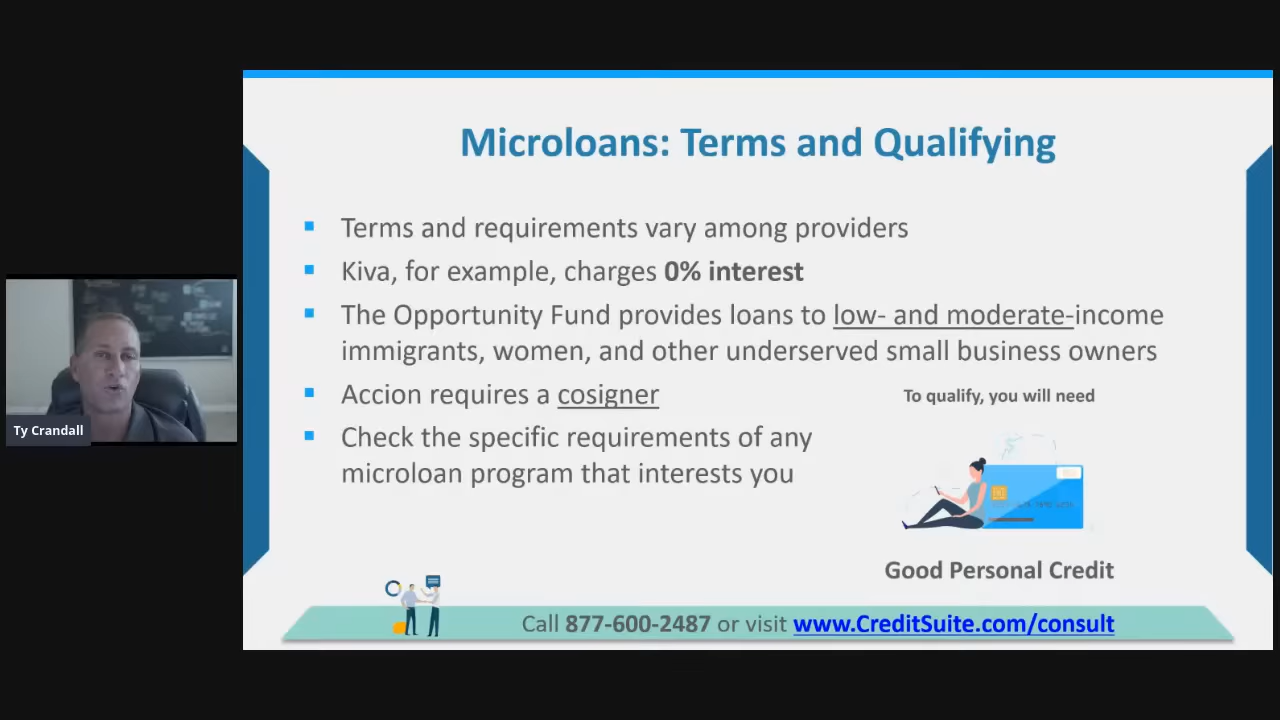 Microloans: Terms and Qualifying
Terms and requirements vary among providers
Kiva, for example, charges 0% interest
The Opportunity Fund provides loans to low- and moderate-income
immigrants, women, and other underserved small business owners
Accion requires a cosigner
To qualify, you will need
Check the specific requirements of any
microloan program that interests you
Good Personal Credit
Ty Crandall
Call 877-600-2487 or visit www.CreditSuite.com/consult